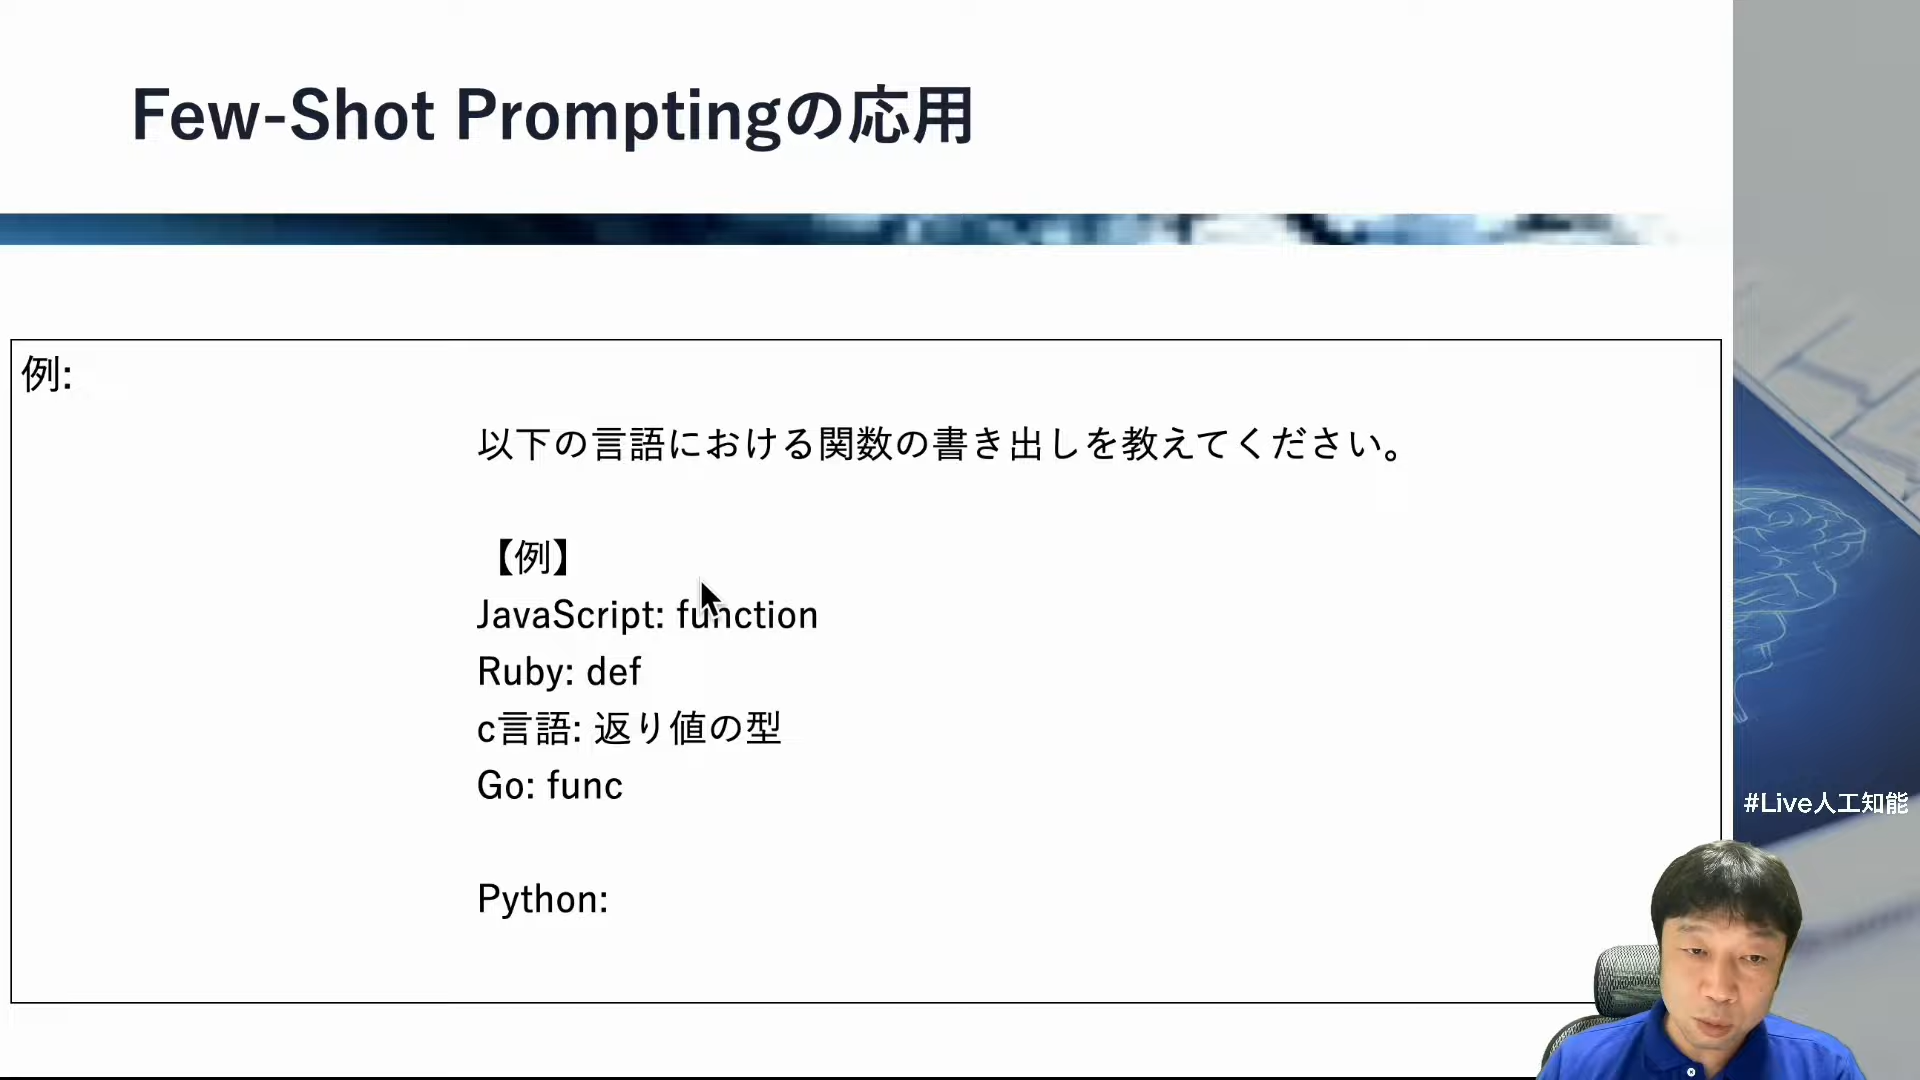 Few-Shot Promptingの応用
例:
以下の言語における関数の書き出しを教えてください。
【例】
JavaScript: function
Ruby: def
c言語: 返り値の型
Go: func
Python:
#Live人工知能